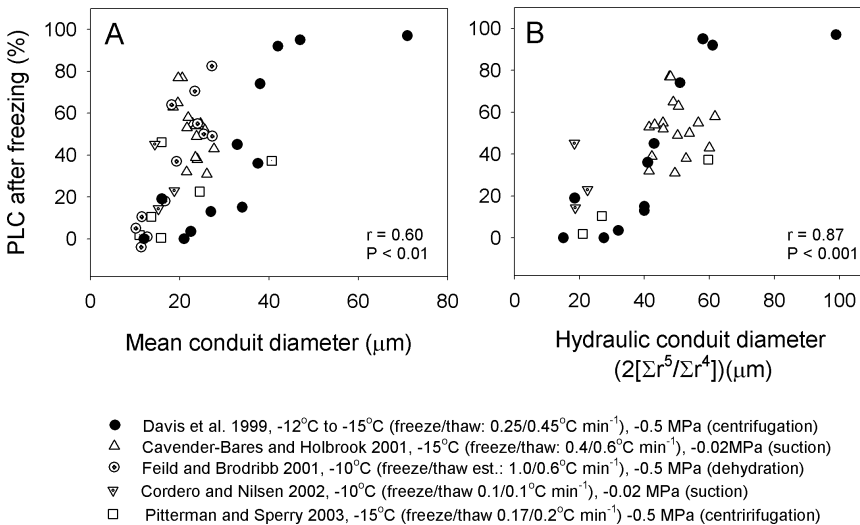 A
B
PLC after freezing (%)
100
80
60
40
20
0
r = 0.60
P < 0.01
0 20 40 60 80
Mean conduit diameter (μm)
100
80
60
40
20
0
r = 0.87
P < 0.001
0 20 40 60 80 100
Hydraulic conduit diameter
(2[Σr⁵/Σr⁴])(μm)
Davis et al. 1999, -12°C to -15°C (freeze/thaw: 0.25/0.45°C min⁻¹), -0.5 MPa (centrifugation)
Cavender-Bares and Holbrook 2001, -15°C (freeze/thaw: 0.4/0.6°C min⁻¹), -0.02MPa (suction)
Feild and Brodribb 2001, -10°C (freeze/thaw est.: 1.0/0.6°C min⁻¹), -0.5 MPa (dehydration)
Cordero and Nilsen 2002, -10°C (freeze/thaw 0.1/0.1°C min⁻¹), -0.02 MPa (suction)
Pitterman and Sperry 2003, -15°C (freeze/thaw 0.17/0.2°C min⁻¹) -0.5 MPa (centririfugation)